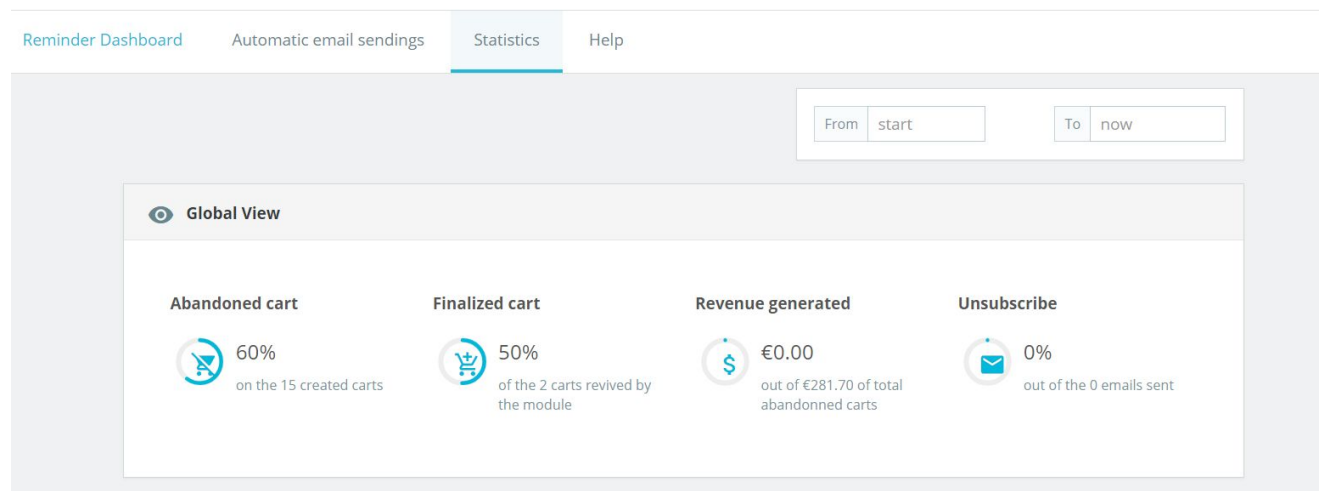 Reminder Dashboard Automatic email sendings Statistics Help
From start To now
Global View
Abandoned cart
60%
on the 15 created carts
Finalized cart
50%
of the 2 carts revived by
the module
Revenue generated
€0.00
out of €281.70 of total
abandonned carts
Unsubscribe
0%
out of the 0 emails sent